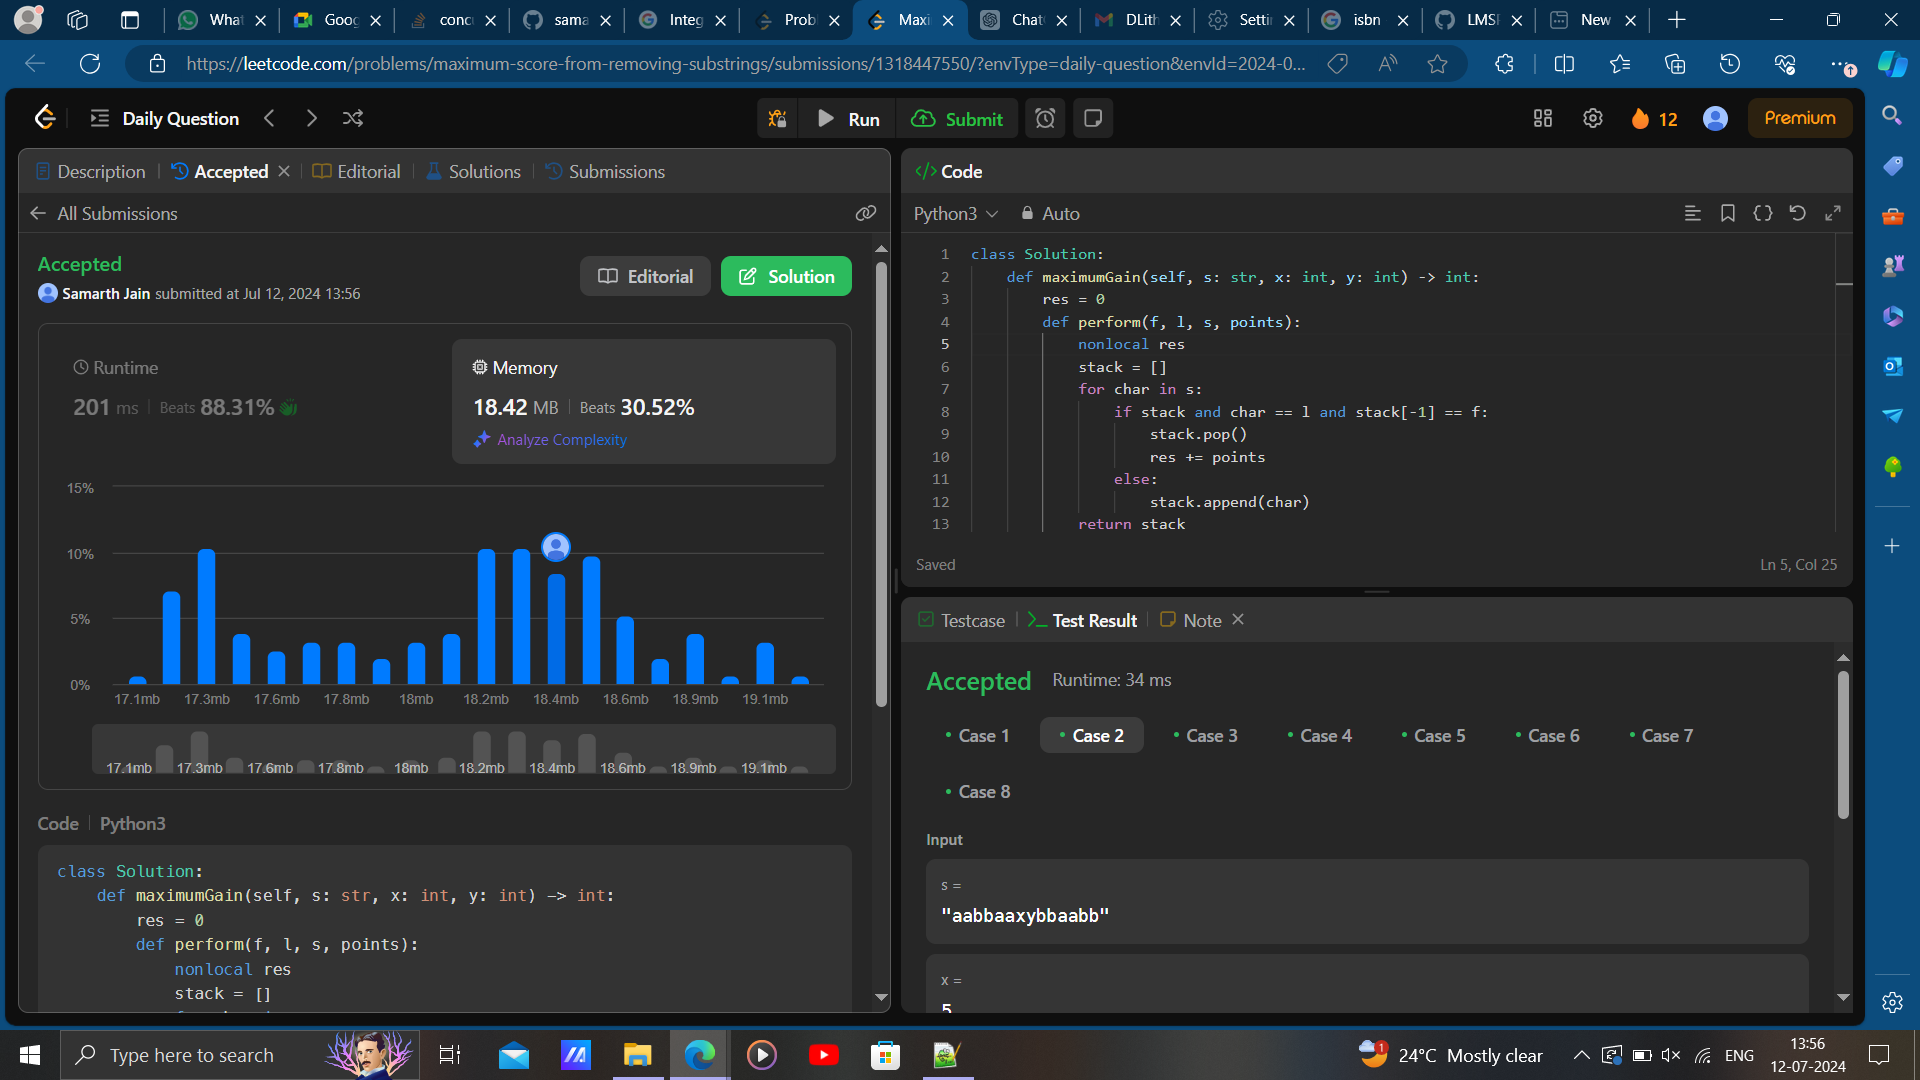 What
Goog
conc
sama
Integ
Probl
Maxi
Chat
DLith
Settin
isbn
LMS
New
https://leetcode.com/problems/maximum-score-from-removing-substrings/submissions/1318447550/?envType=daily-question&envId=2024-0...
Daily Question
Run
Submit
12
Premium
Description
Accepted
Editorial
Solutions
Submissions
All Submissions
Accepted
Samarth Jain submitted at Jul 12, 2024 13:56
Editorial
Solution
Runtime
201 ms Beats 88.31%
Memory
18.42 MB Beats 30.52%
Analyze Complexity
15%
10%
5%
0%
17.1mb 17.3mb 17.6mb 17.8mb 18mb 18.2mb 18.4mb 18.6mb 18.9mb 19.1mb
17.1mb 17.3mb 17.6mb 17.8mb 18mb 18.2mb 18.4mb 18.6mb 18.9mb 19.1mb
Code Python3
class Solution:
def maximumGain(self, s: str, x: int, y: int) -> int:
res = 0
def perform(f, l, s, points):
nonlocal res
stack = []
</> Code
Python3
Auto
1 class Solution:
2 def maximumGain(self, s: str, x: int, y: int) -> int:
3 res = 0
4 def perform(f, l, s, points):
5 nonlocal res
6 stack = []
7 for char in s:
8 if stack and char == l and stack[-1] == f:
9 stack.pop()
10 res += points
11 else:
12 stack.append(char)
13 return stack
Saved
Ln 5, Col 25
Testcase
Test Result
Note
Accepted Runtime: 34 ms
Case 1
Case 2
Case 3
Case 4
Case 5
Case 6
Case 7
Case 8
Input
s =
"aabbaaxybbaabb"
x =
5
Type here to search
1
24°C Mostly clear
ENG
13:56
12-07-2024